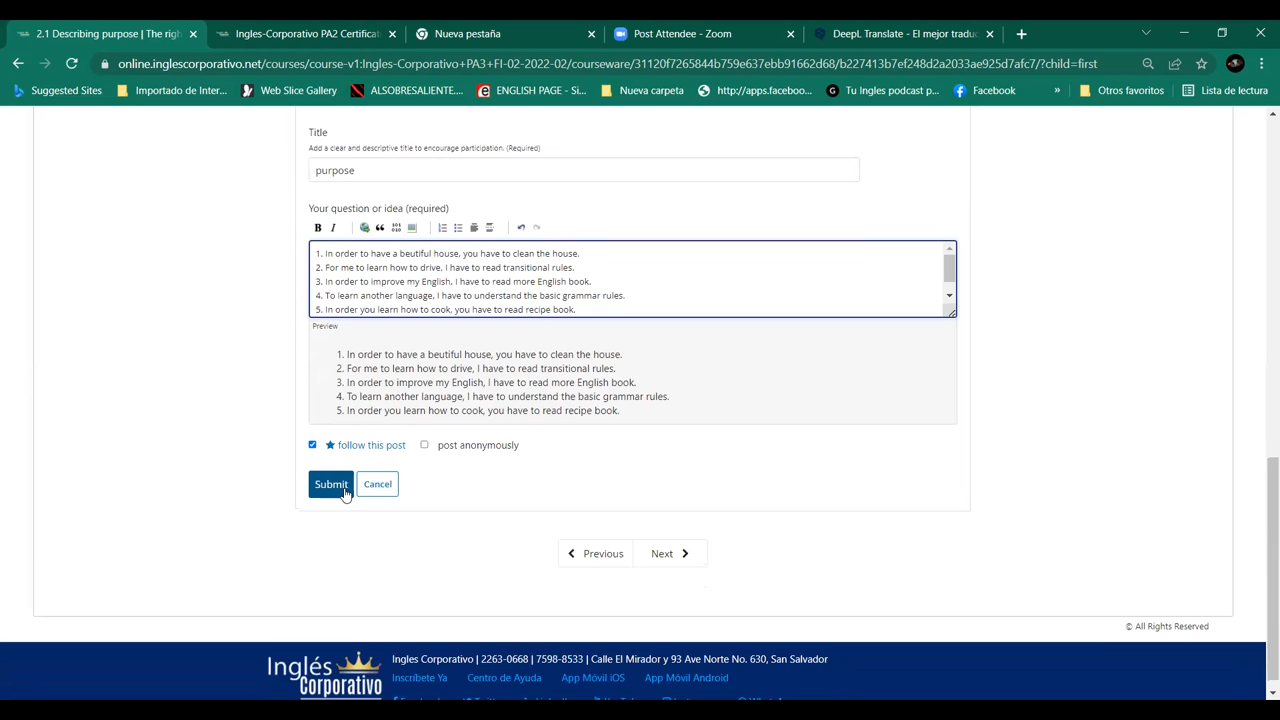 2.1 Describing purpose | The righ
Ingles-Corporativo PA2 Certificat
Nueva pestaña
Post Attendee - Zoom
DeepL Translate - El mejor tradu
online.inglescorporativo.net/courses/course-v1:Ingles-Corporativo+PA3+FI-02-2022-02/courseware/31120f7265844b759e637ebb91662d68/b227413b7ef248d2a2033ae925d7afc7/?child=first
Suggested Sites
Importado de Intern...
Web Slice Gallery
ALSOBRESALIENTE....
ENGLISH PAGE - Si...
Nueva carpeta
http://apps.faceboo...
Tu Ingles podcast p...
Facebook
»
Otros favoritos
Lista de lectura
Title
Add a clear and descriptive title to encourage participation. (Required)
purpose
Your question or idea (required)
B I
1. In order to have a beutiful house, you have to clean the house.
2. For me to learn how to drive, I have to read transitional rules.
3. In order to improve my English, I have to read more English book.
4. To learn another language, I have to understand the basic grammar rules.
5. In order you learn how to cook, you have to read recipe book.
Preview
1. In order to have a beutiful house, you have to clean the house.
2. For me to learn how to drive, I have to read transitional rules.
3. In order to improve my English, I have to read more English book.
4. To learn another language, I have to understand the basic grammar rules.
5. In order you learn how to cook, you have to read recipe book.
follow this post
post anonymously
Submit
Cancel
Previous
Next
© All Rights Reserved
Inglés Corporativo
Ingles Corporativo | 2263-0668 | 7598-8533 | Calle El Mirador y 93 Ave Norte No. 630, San Salvador
Inscríbete Ya
Centro de Ayuda
App Móvil iOS
App Móvil Android